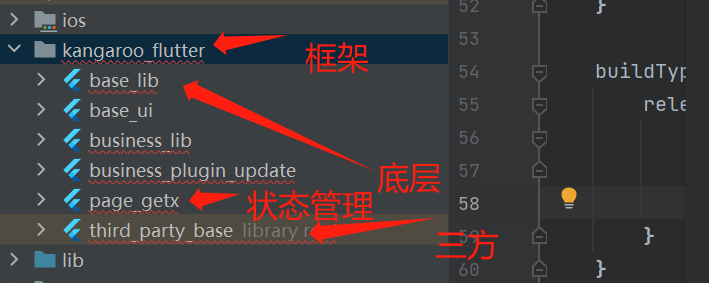 ios
kangaroo_flutter
框架
base_lib
base_ui
business_lib
business_plugin_update
底层
page_getx
状态管理
third_party_base library
三方
lib
52 }
53
54 buildTyp
55 rele
56
57
58
59 }
60 }